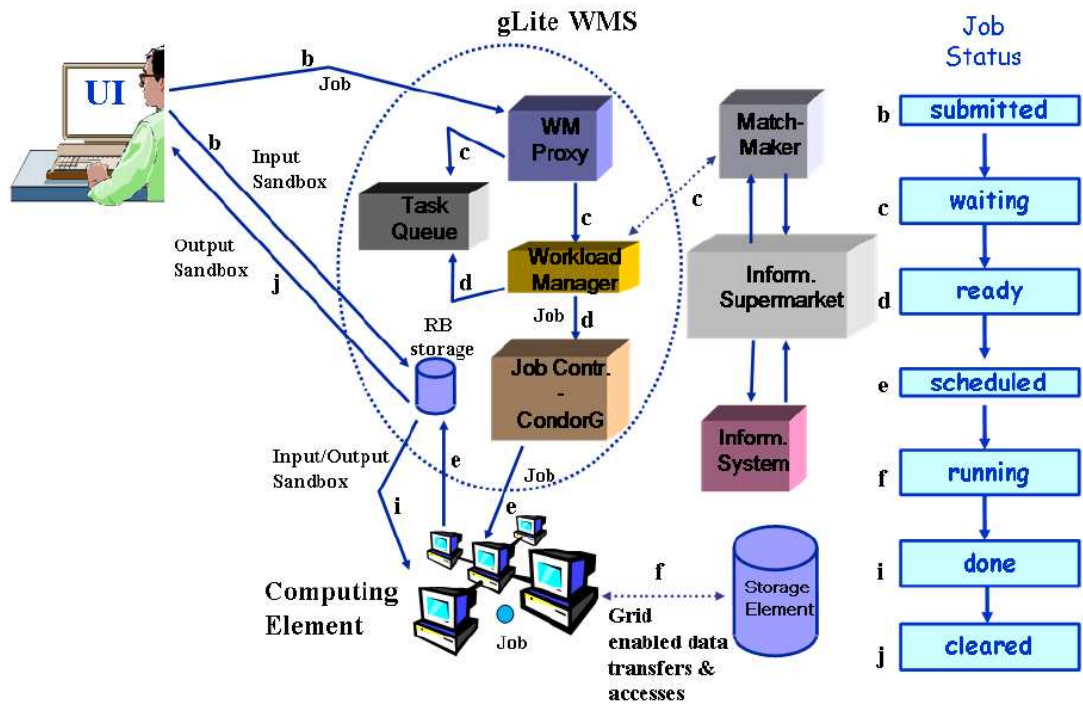 gLite WMS
Job
Status
UI
b
Job
b
Input
Sandbox
Output
Sandbox
j
WM
Proxy
c
Task
Queue
c
Workload
Manager
d
Job
d
RB
storage
Job Contr.
-
CondorG
Match-
Maker
c
Inform.
Supermarket
Inform.
System
Input/Output
Sandbox
i
e
Job
e
Computing
Element
Job
f
Grid
enabled data
transfers &
accesses
Storage
Element
b submitted
c waiting
d ready
e scheduled
f running
i done
j cleared